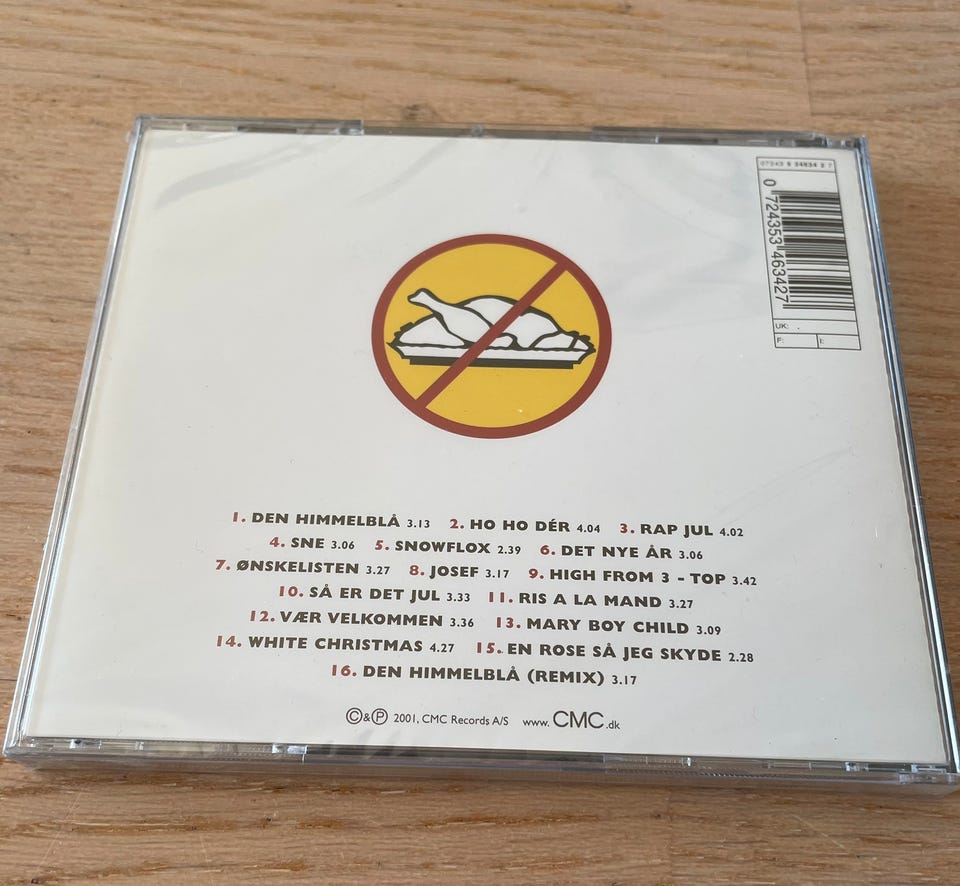 07243 5 34634 2 7
0 724353 463427
UK: .
F: I:
1. DEN HIMMELBLÅ 3.13 2. HO HO DÉR 4.04 3. RAP JUL 4.02
4. SNE 3.06 5. SNOWFLOX 2.39 6. DET NYE ÅR 3.06
7. ØNSKELISTEN 3.27 8. JOSEF 3.17 9. HIGH FROM 3 - TOP 3.42
10. SÅ ER DET JUL 3.33 11. RIS A LA MAND 3.27
12. VÆR VELKOMMEN 3.36 13. MARY BOY CHILD 3.09
14. WHITE CHRISTMAS 4.27 15. EN ROSE SÅ JEG SKYDE 2.28
16. DEN HIMMELBLÅ (REMIX) 3.17
©&℗ 2001, CMC Records A/S www.CMC.dk